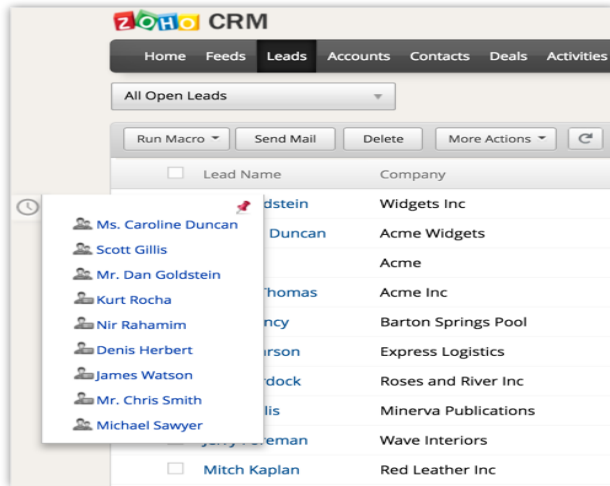 ZOHO CRM
Home Feeds Leads Accounts Contacts Deals Activities
All Open Leads
Run Macro Send Mail Delete More Actions
Lead Name Company
dstein Widgets Inc
Ms. Caroline Duncan
Duncan Acme Widgets
Scott Gillis
Acme
Mr. Dan Goldstein
Thomas Acme Inc
Kurt Rocha
ncy Barton Springs Pool
Nir Rahamim
Denis Herbert
rson Express Logistics
James Watson
rdock Roses and River Inc
Mr. Chris Smith
lis Minerva Publications
Michael Sawyer
Foreman Wave Interiors
Mitch Kaplan Red Leather Inc